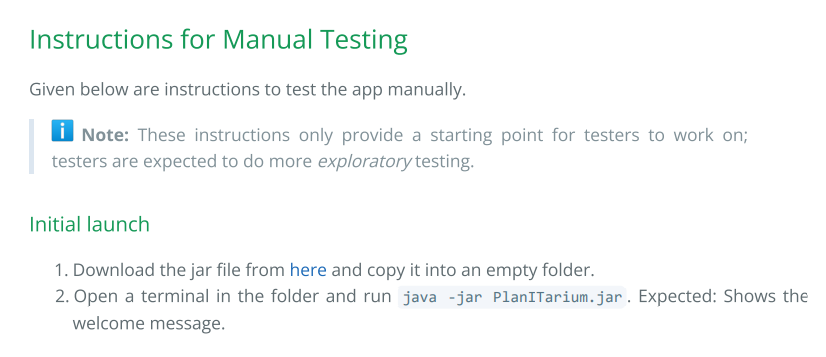 Instructions for Manual Testing
Given below are instructions to test the app manually.
ℹ️ Note: These instructions only provide a starting point for testers to work on;
testers are expected to do more exploratory testing.
Initial launch
1. Download the jar file from here and copy it into an empty folder.
2. Open a terminal in the folder and run java -jar PlanITarium.jar. Expected: Shows the
welcome message.